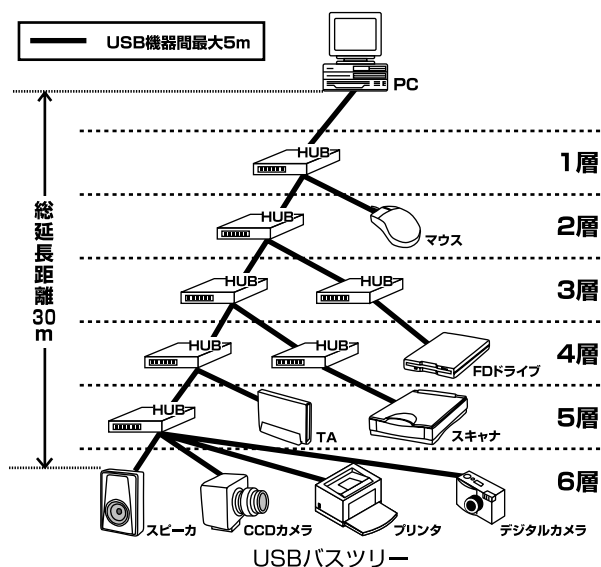 USB機器間最大5m
PC
HUB
1層
HUB
マウス
2層
HUB
HUB
3層
HUB
HUB
FDドライブ
4層
HUB
TA
スキャナ
5層
スピーカ
CCDカメラ
プリンタ
デジタルカメラ
6層
総延長距離30m
USBバスツリー